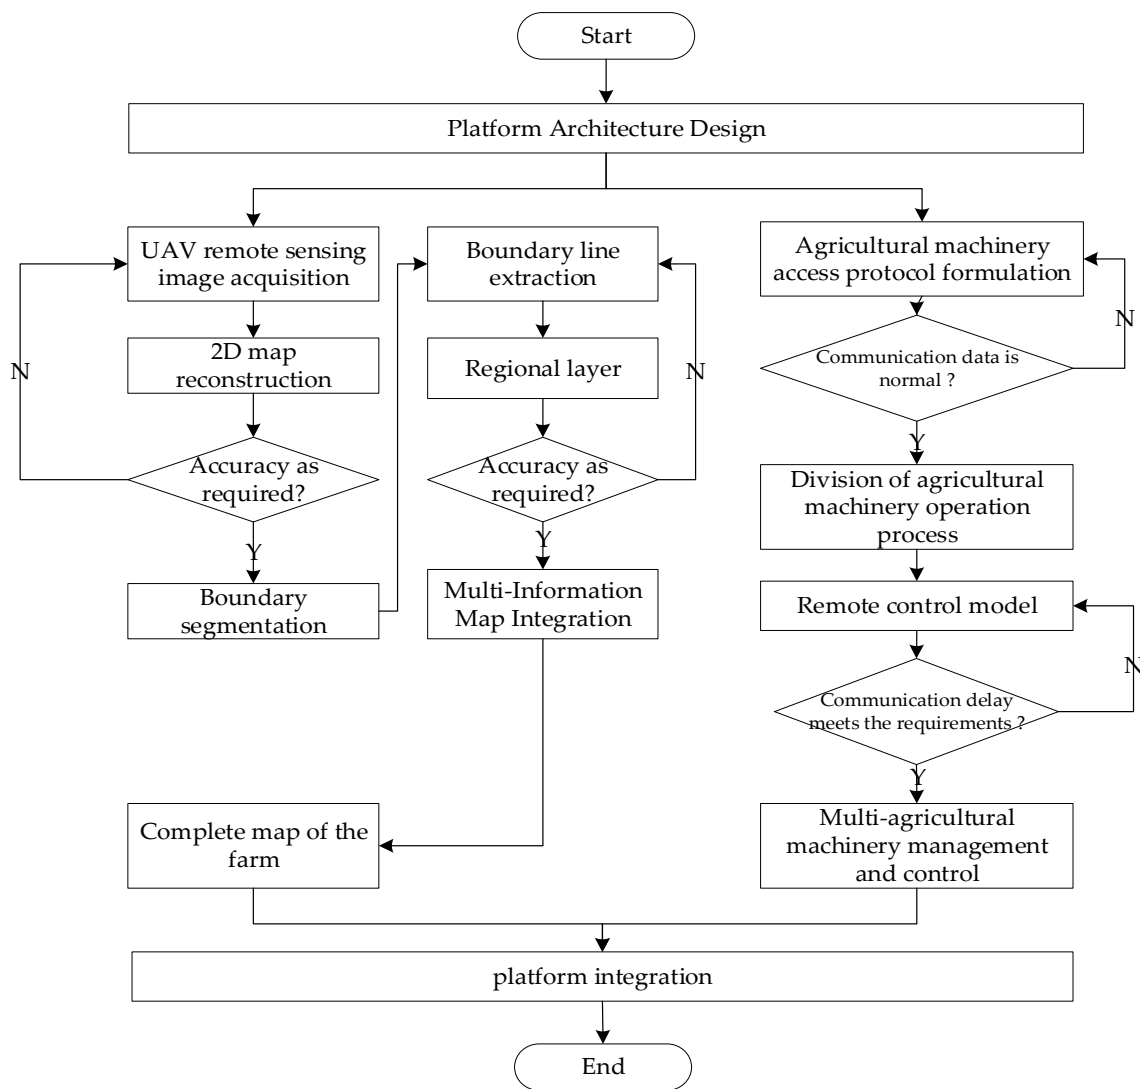 Start
Platform Architecture Design
UAV remote sensing
image acquisition
2D map
reconstruction
N
Accuracy as
required?
Y
Boundary
segmentation
Boundary line
extraction
Regional layer
N
Accuracy as
required?
Y
Multi-Information
Map Integration
Complete map of the
farm
Agricultural machinery
access protocol formulation
N
Communication data is
normal ?
Y
Division of agricultural
machinery operation
process
Remote control model
N
Communication delay
meets the requirements ?
Y
Multi-agricultural
machinery management
and control
platform integration
End